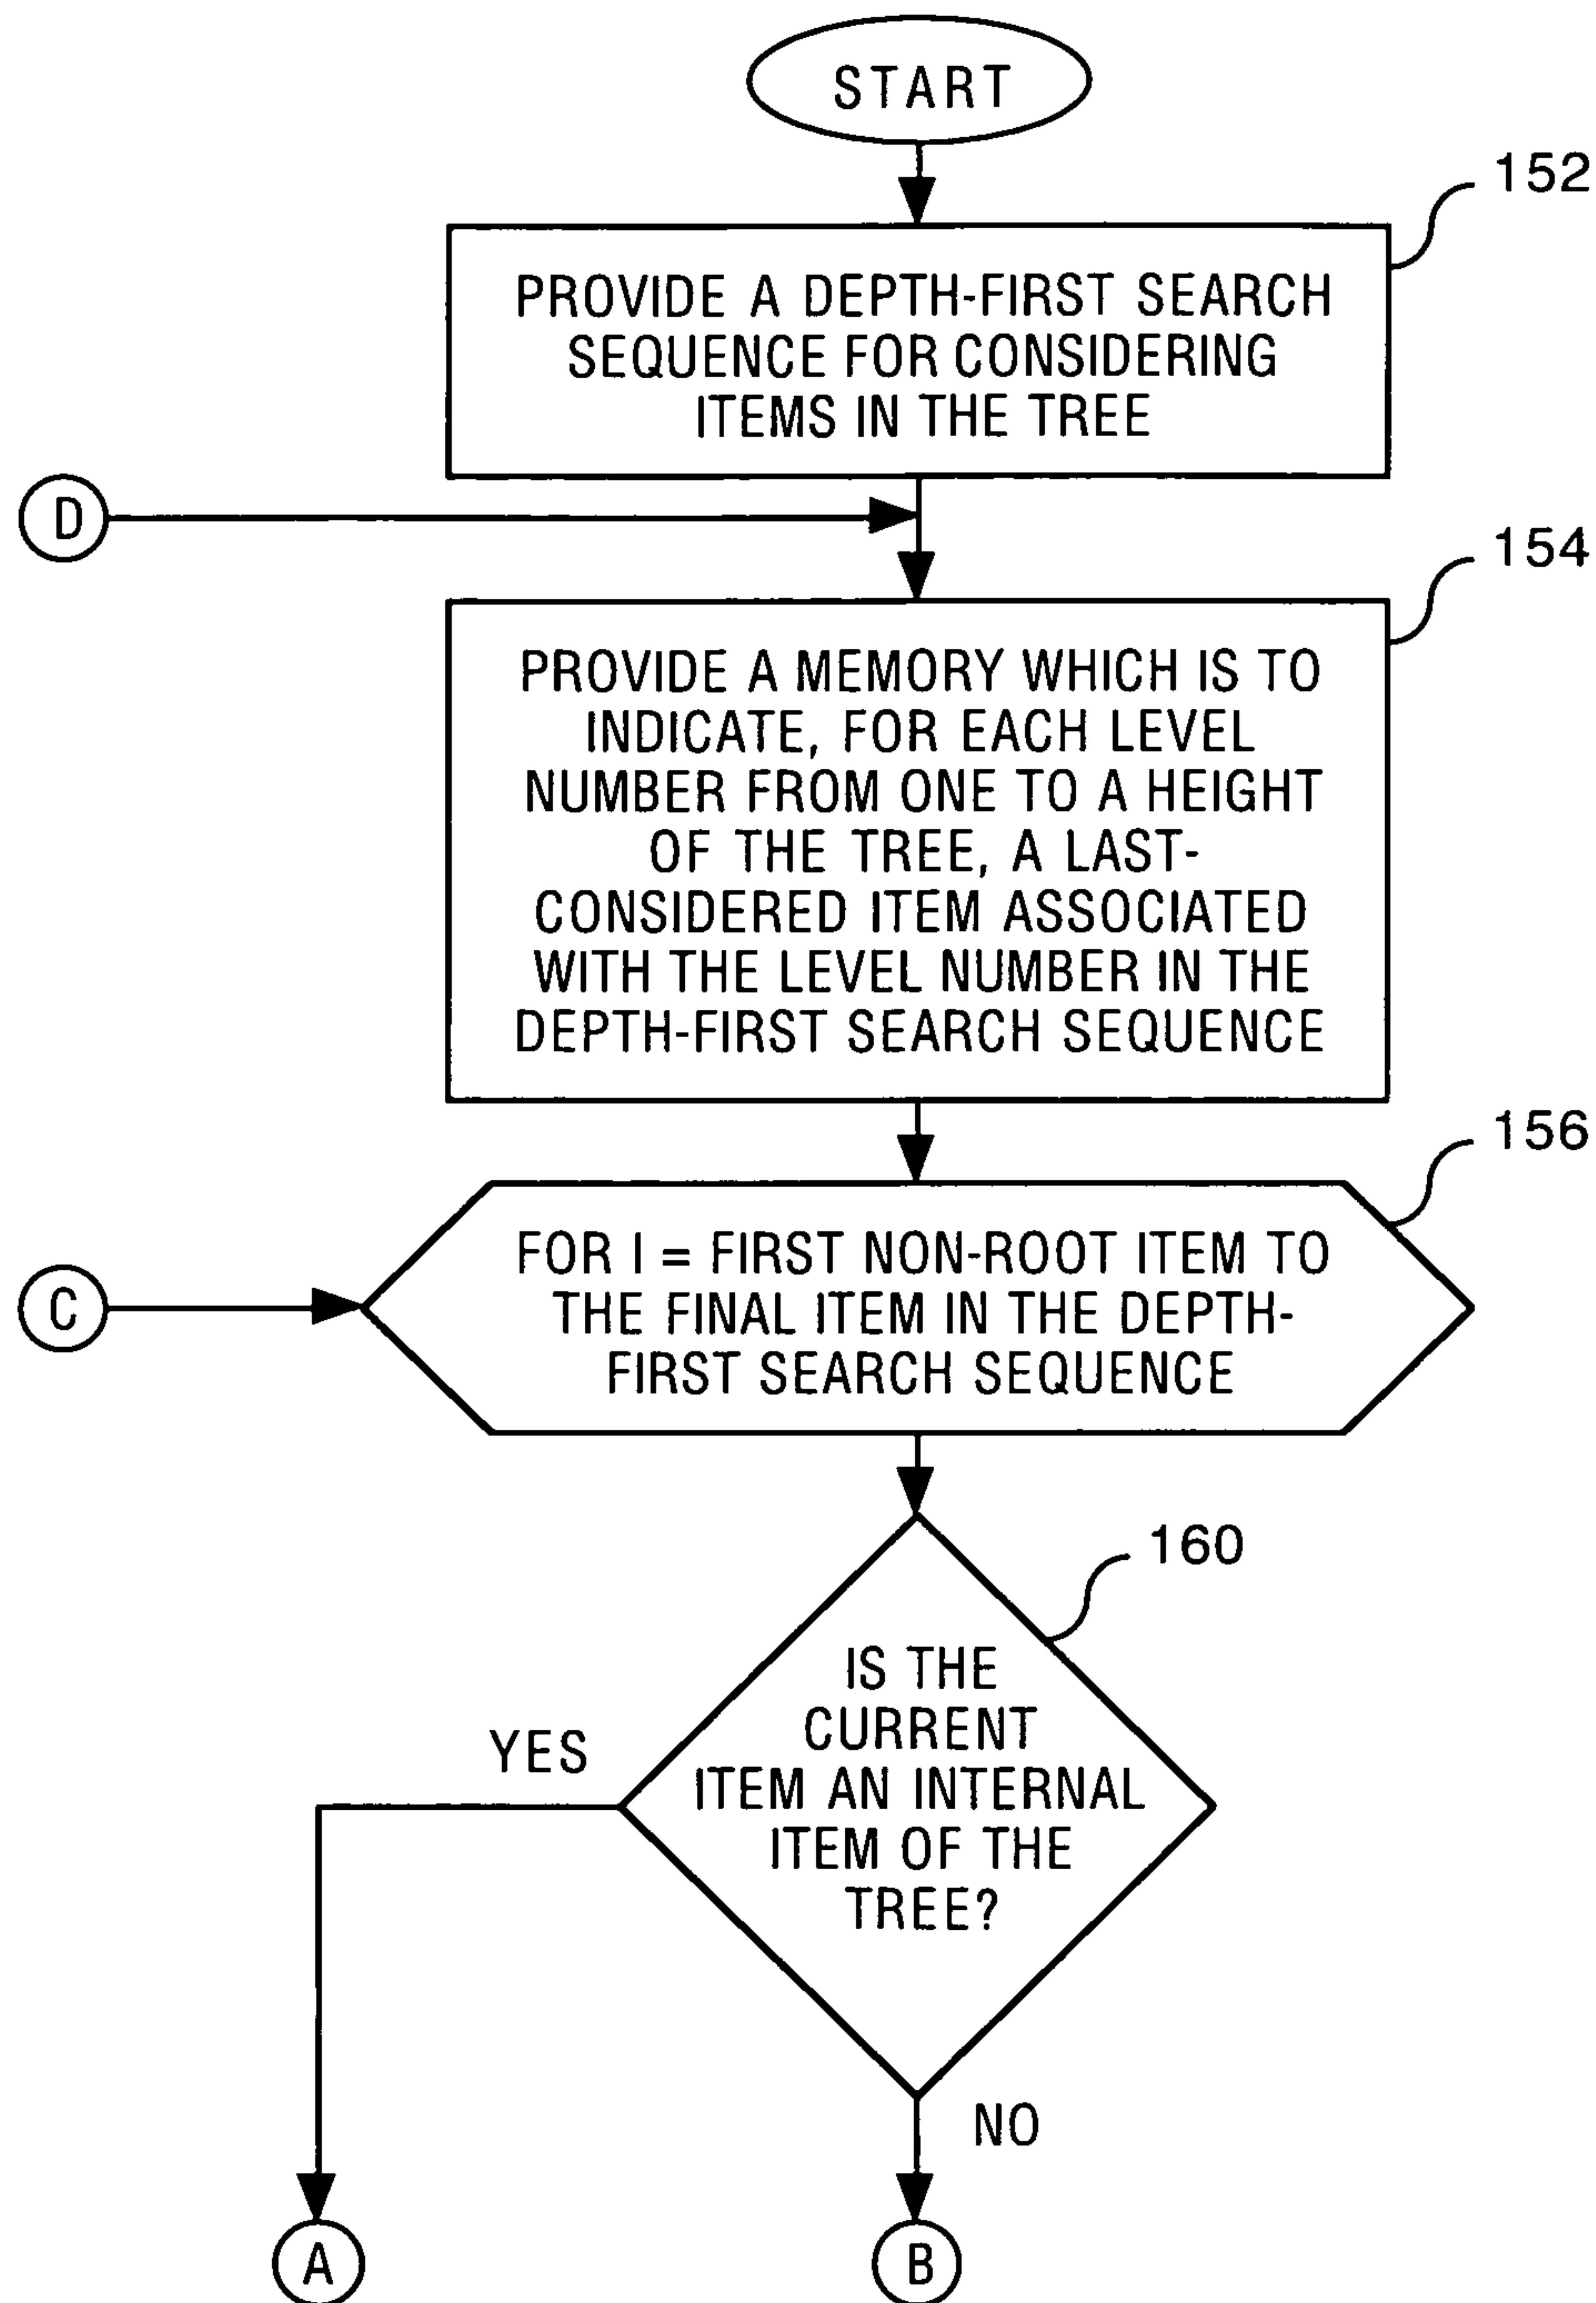 START
152
PROVIDE A DEPTH-FIRST SEARCH
SEQUENCE FOR CONSIDERING
ITEMS IN THE TREE
D
154
PROVIDE A MEMORY WHICH IS TO
INDICATE, FOR EACH LEVEL
NUMBER FROM ONE TO A HEIGHT
OF THE TREE, A LAST-
CONSIDERED ITEM ASSOCIATED
WITH THE LEVEL NUMBER IN THE
DEPTH-FIRST SEARCH SEQUENCE
156
FOR I = FIRST NON-ROOT ITEM TO
THE FINAL ITEM IN THE DEPTH-
FIRST SEARCH SEQUENCE
C
160
IS THE
CURRENT
ITEM AN INTERNAL
ITEM OF THE
TREE?
YES
NO
A
B